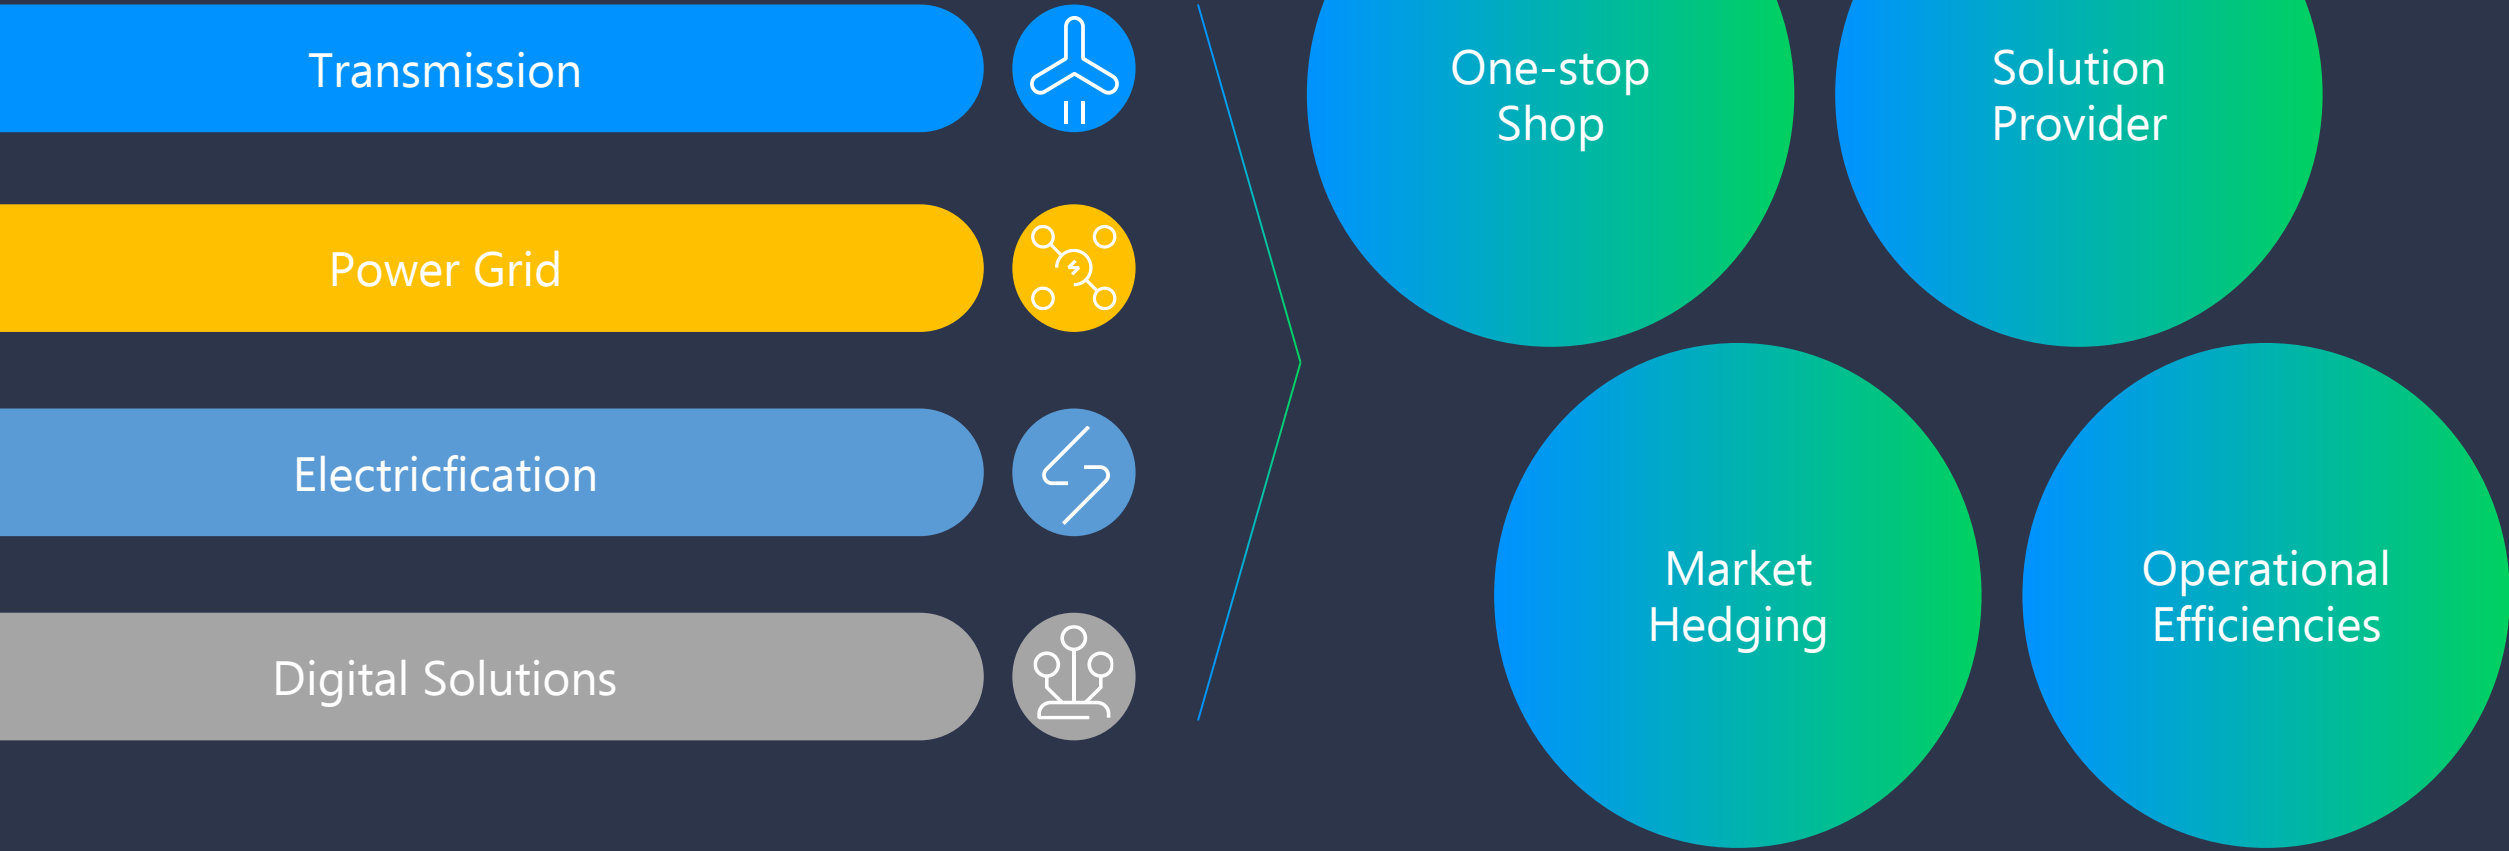 Transmission
Power Grid
Electricfication
Digital Solutions
One-stop
Shop
Solution
Provider
Market
Hedging
Operational
Efficiencies